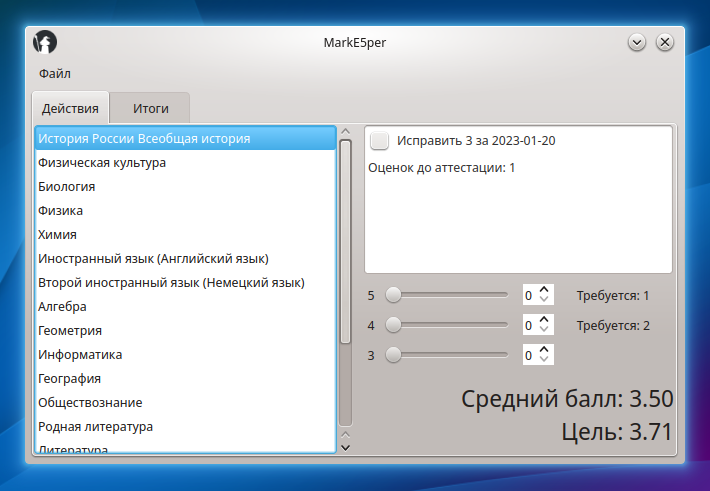 MarkE5per
Файл
Действия Итоги
История России Всеобщая история
Физическая культура
Биология
Физика
Химия
Иностранный язык (Английский язык)
Второй иностранный язык (Немецкий язык)
Алгебра
Геометрия
Информатика
География
Обществознание
Родная литература
Литература
Исправить 3 за 2023-01-20
Оценок до аттестации: 1
5 0 Требуется: 1
4 0 Требуется: 2
3 0
Средний балл: 3.50
Цель: 3.71